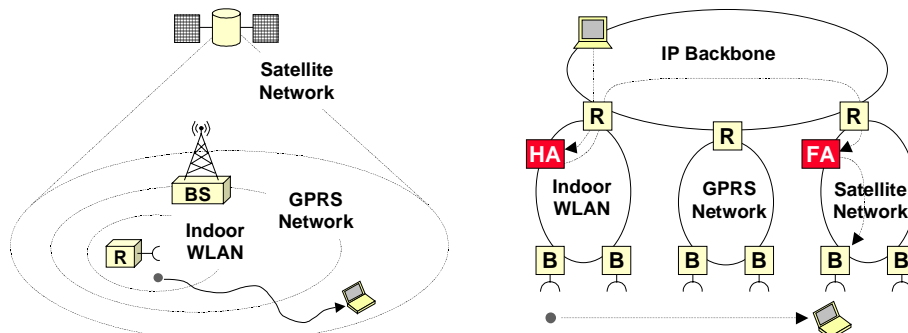 Satellite
Network
BS
GPRS
Network
Indoor
WLAN
R
IP Backbone
R
R
R
HA
FA
Indoor
WLAN
GPRS
Network
Satellite
Network
B
B
B
B
B
B